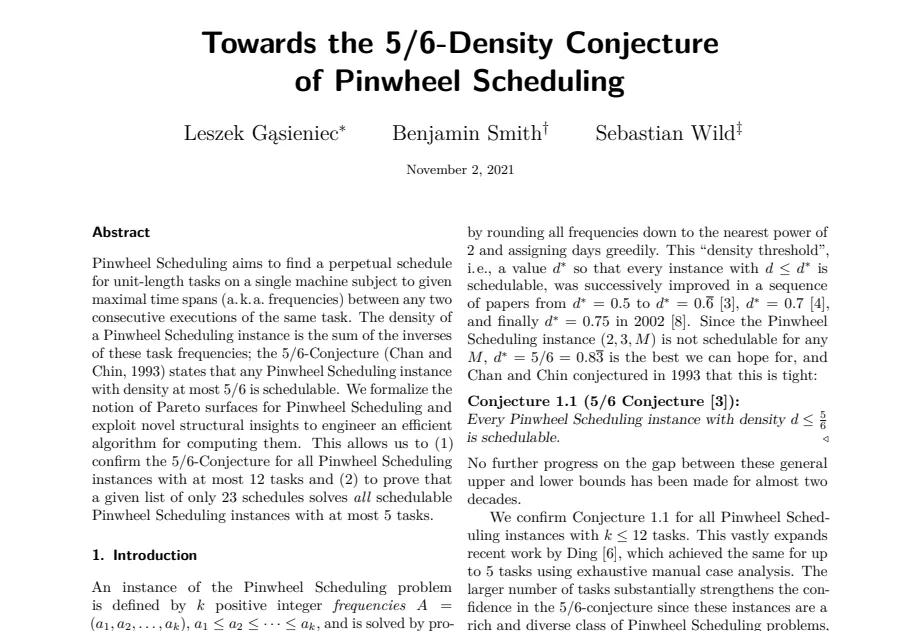 Towards the 5/6-Density Conjecture
of Pinwheel Scheduling
Leszek Gąsieniec* Benjamin Smith† Sebastian Wild‡
November 2, 2021
Abstract
Pinwheel Scheduling aims to find a perpetual schedule
for unit-length tasks on a single machine subject to given
maximal time spans (a. k. a. frequencies) between any two
consecutive executions of the same task. The density of
a Pinwheel Scheduling instance is the sum of the inverses
of these task frequencies; the 5/6-Conjecture (Chan and
Chin, 1993) states that any Pinwheel Scheduling instance
with density at most 5/6 is schedulable. We formalize the
notion of Pareto surfaces for Pinwheel Scheduling and
exploit novel structural insights to engineer an efficient
algorithm for computing them. This allows us to (1)
confirm the 5/6-Conjecture for all Pinwheel Scheduling
instances with at most 12 tasks and (2) to prove that
a given list of only 23 schedules solves all schedulable
Pinwheel Scheduling instances with at most 5 tasks.
1. Introduction
An instance of the Pinwheel Scheduling problem
is defined by k positive integer frequencies A =
(a₁, a₂, . . . , aₖ), a₁ ≤ a₂ ≤ · · · ≤ aₖ, and is solved by pro-
by rounding all frequencies down to the nearest power of
2 and assigning days greedily. This “density threshold”,
i. e., a value d* so that every instance with d ≤ d* is
schedulable, was successively improved in a sequence
of papers from d* = 0.5 to d* = 0.6̅ [3], d* = 0.7 [4],
and finally d* = 0.75 in 2002 [8]. Since the Pinwheel
Scheduling instance (2, 3, M) is not schedulable for any
M, d* = 5/6 = 0.83̅ is the best we can hope for, and
Chan and Chin conjectured in 1993 that this is tight:
Conjecture 1.1 (5/6 Conjecture [3]):
Every Pinwheel Scheduling instance with density d ≤ 5/6
is schedulable. ◃
No further progress on the gap between these general
upper and lower bounds has been made for almost two
decades.
We confirm Conjecture 1.1 for all Pinwheel Sched-
uling instances with k ≤ 12 tasks. This vastly expands
recent work by Ding [6], which achieved the same for up
to 5 tasks using exhaustive manual case analysis. The
larger number of tasks substantially strengthens the con-
fidence in the 5/6-conjecture since these instances are a
rich and diverse class of Pinwheel Scheduling problems,